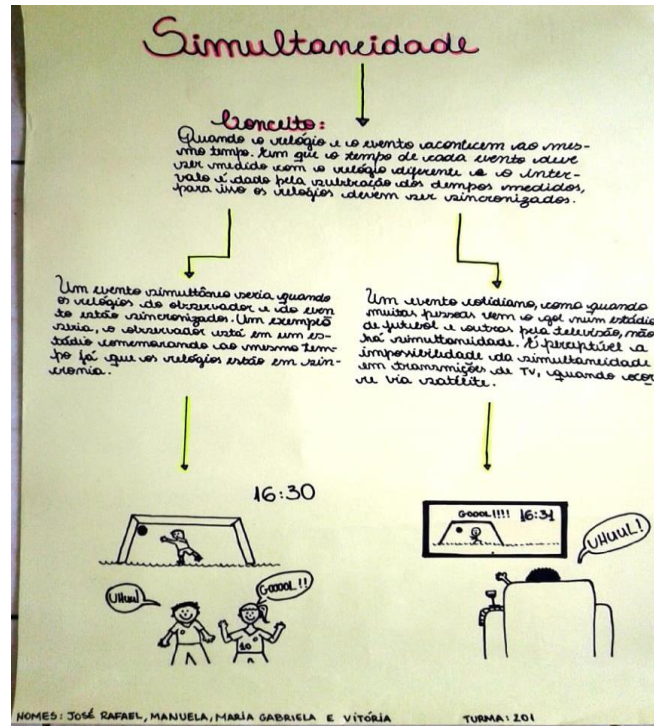 Simultaneidade
Conceito:
Quando o relógio e o evento acontecem ao mes-
mo tempo. Em que o tempo de cada evento deve
ser medido com o relógio diferente e o inter-
valo é dado pela subtração dos tempos medidos,
para isso os relógios devem ser sincronizados.
Um evento simultâneo seria quando
os relógios do observador e do even
to estão sincronizados. Um exemplo
seria, o observador está em um es-
tádio comemorando ao mesmo tem-
po já que os relógios estão em sin-
cronia.
Um evento cotidiano, como quando
muitas pessoas vem o gol num estádio
de futebol e outras pela televisão, não
há simultaneidade. É perceptível a
impossibilidade da simultaneidade
em transmições de TV, quando ocor
re via satélite.
16:30
UHUUL!
GOOOOL!!
GOOOL!!!! 16:31
UHUUL!
NOMES: JOSÉ RAFAEL, MANUELA, MARIA GABRIELA E VITÓRIA TURMA: 201